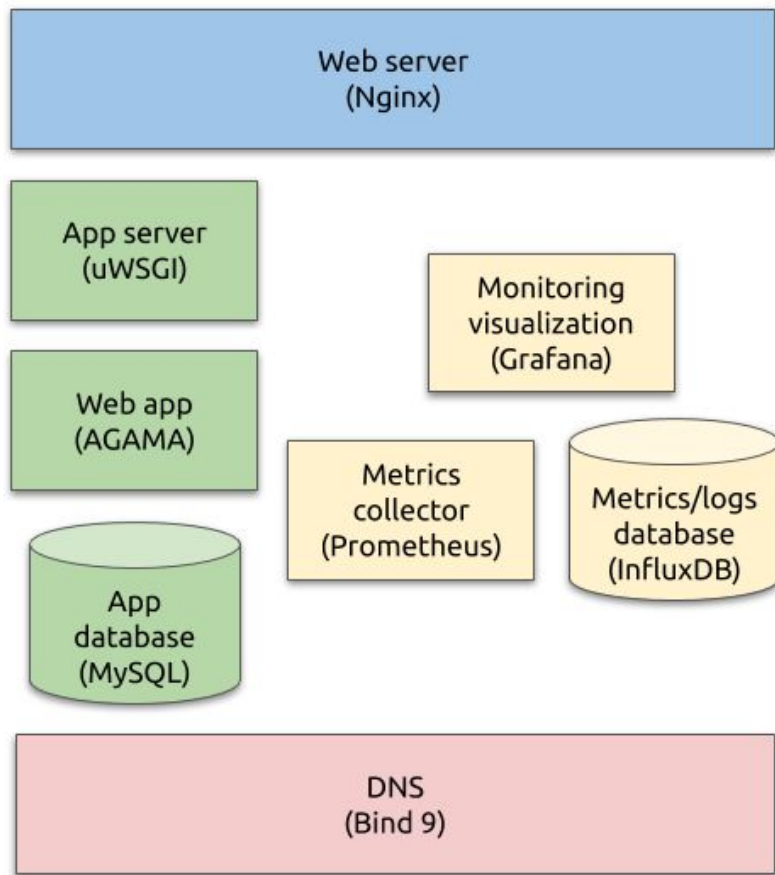 Web server
(Nginx)
App server
(uWSGI)
Monitoring
visualization
(Grafana)
Web app
(AGAMA)
Metrics
collector
(Prometheus)
Metrics/logs
database
(InfluxDB)
App
database
(MySQL)
DNS
(Bind 9)